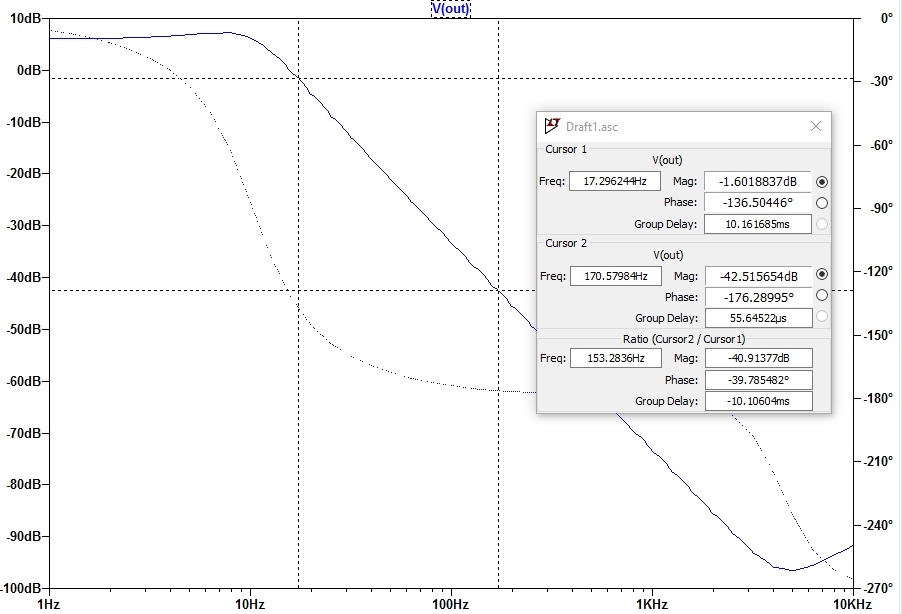 V(out)
10dB
0dB
-10dB
-20dB
-30dB
-40dB
-50dB
-60dB
-70dB
-80dB
-90dB
-100dB
0°
-30°
-60°
-90°
-120°
-150°
-180°
-210°
-240°
-270°
1Hz
10Hz
100Hz
1KHz
10KHz
Draft1.asc
Cursor 1
V(out)
Freq: 17.296244Hz Mag: -1.6018837dB
Phase: -136.50446°
Group Delay: 10.161685ms
Cursor 2
V(out)
Freq: 170.57984Hz Mag: -42.515654dB
Phase: -176.28995°
Group Delay: 55.64522µs
Ratio (Cursor2 / Cursor1)
Freq: 153.2836Hz Mag: -40.91377dB
Phase: -39.785482°
Group Delay: -10.10604ms